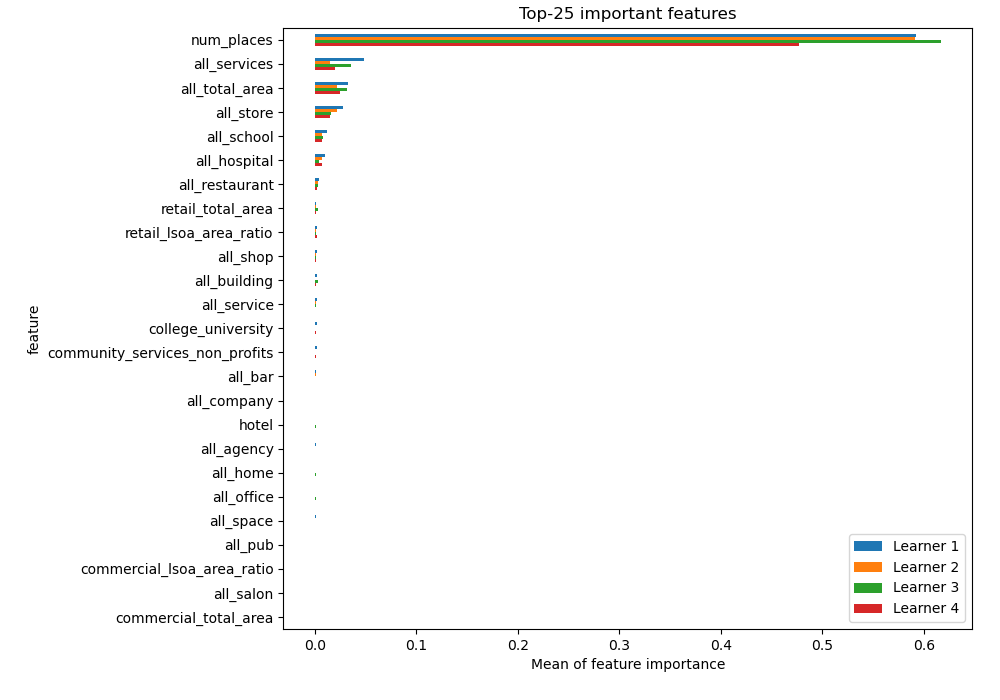 Top-25 important features
num_places
all_services
all_total_area
all_store
all_school
all_hospital
all_restaurant
retail_total_area
retail_lsoa_area_ratio
all_shop
all_building
all_service
college_university
community_services_non_profits
all_bar
all_company
hotel
all_agency
all_home
all_office
all_space
all_pub
commercial_lsoa_area_ratio
all_salon
commercial_total_area
feature
Learner 1
Learner 2
Learner 3
Learner 4
0.0 0.1 0.2 0.3 0.4 0.5 0.6
Mean of feature importance